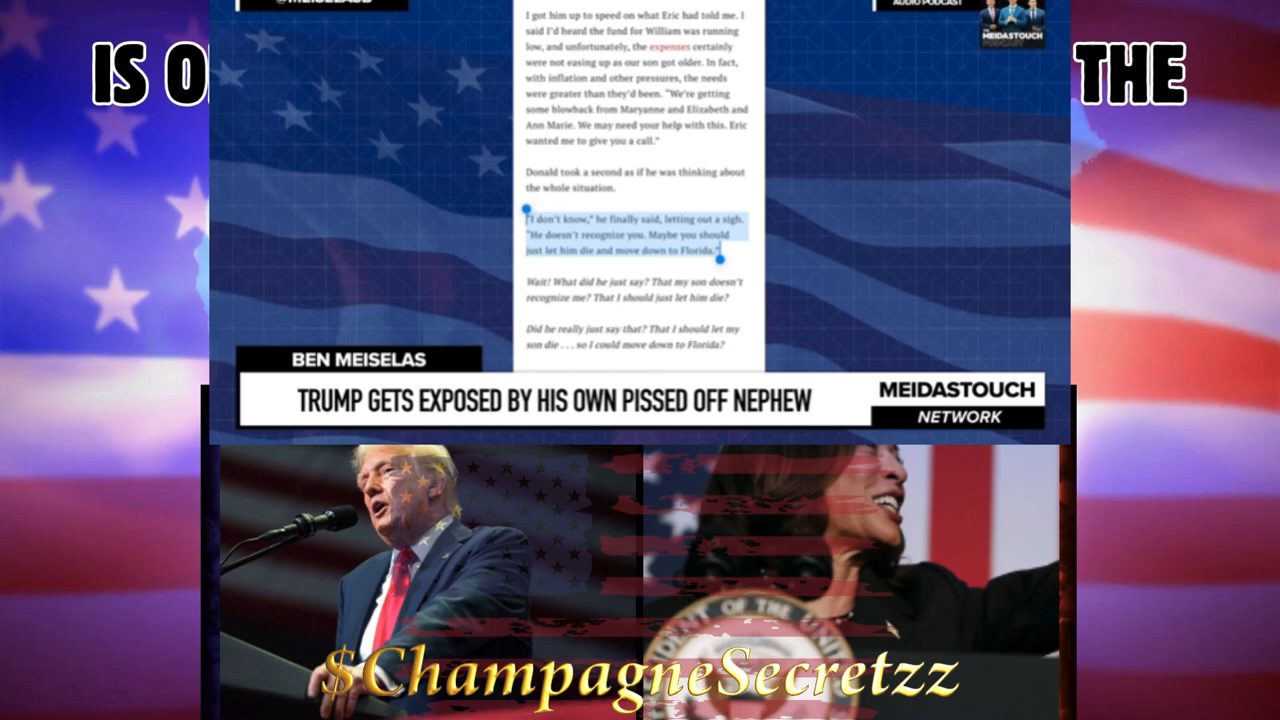 @MEISELASB
AUDIO PODCAST
MEIDASTOUCH
PODCAST
IS O
THE
I got him up to speed on what Eric had told me. I
said I'd heard the fund for William was running
low, and unfortunately, the expenses certainly
were not easing up as our son got older. In fact,
with inflation and other pressures, the needs
were greater than they'd been. "We're getting
some blowback from Maryanne and Elizabeth and
Ann Marie. We may need your help with this. Eric
wanted me to give you a call."
Donald took a second as if he was thinking about
the whole situation.
"I don't know," he finally said, letting out a sigh.
"He doesn't recognize you. Maybe you should
just let him die and move down to Florida."
Wait! What did he just say? That my son doesn't
recognize me? That I should just let him die?
Did he really just say that? That I should let my
son die . . . so I could move down to Florida?
BEN MEISELAS
TRUMP GETS EXPOSED BY HIS OWN PISSED OFF NEPHEW
MEIDASTOUCH
NETWORK
IDENT OF THE UNIT
$ChampagneSecretzz